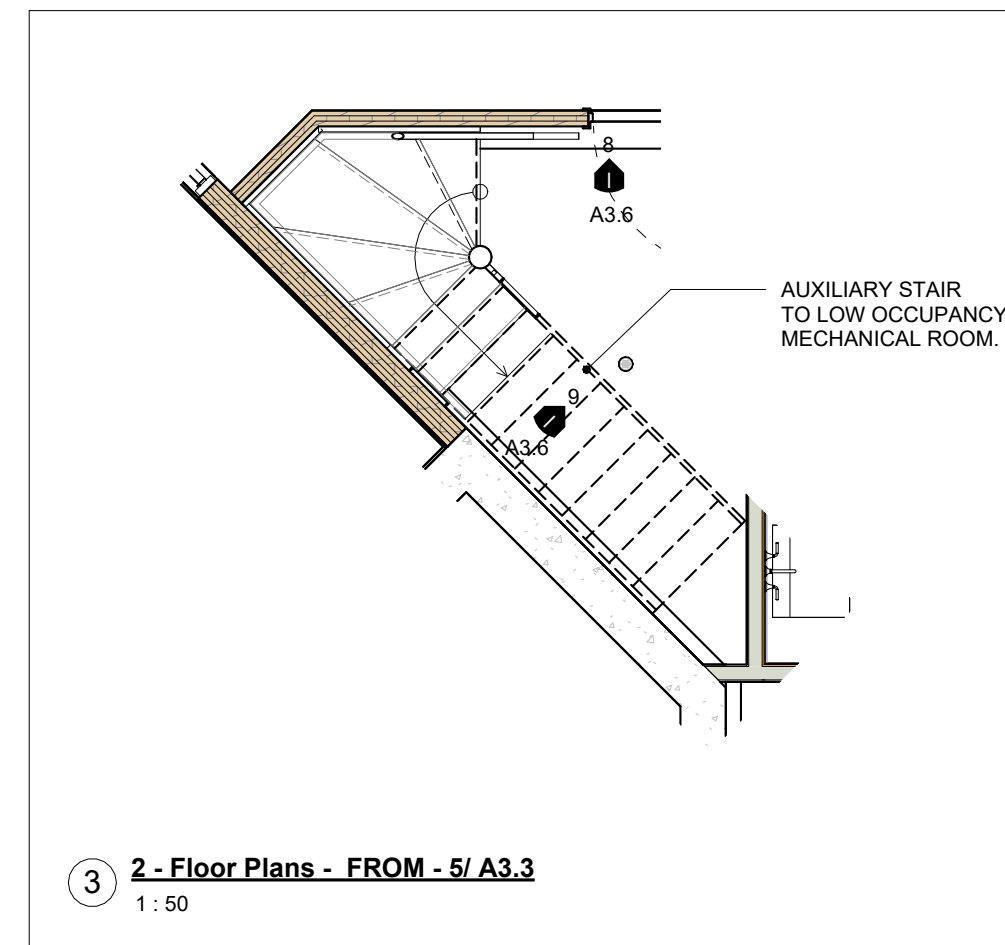 8
A3.6
AUXILIARY STAIR
TO LOW OCCUPANCY
MECHANICAL ROOM.
9
A3.6
3
2 - Floor Plans - FROM - 5/ A3.3
1 : 50